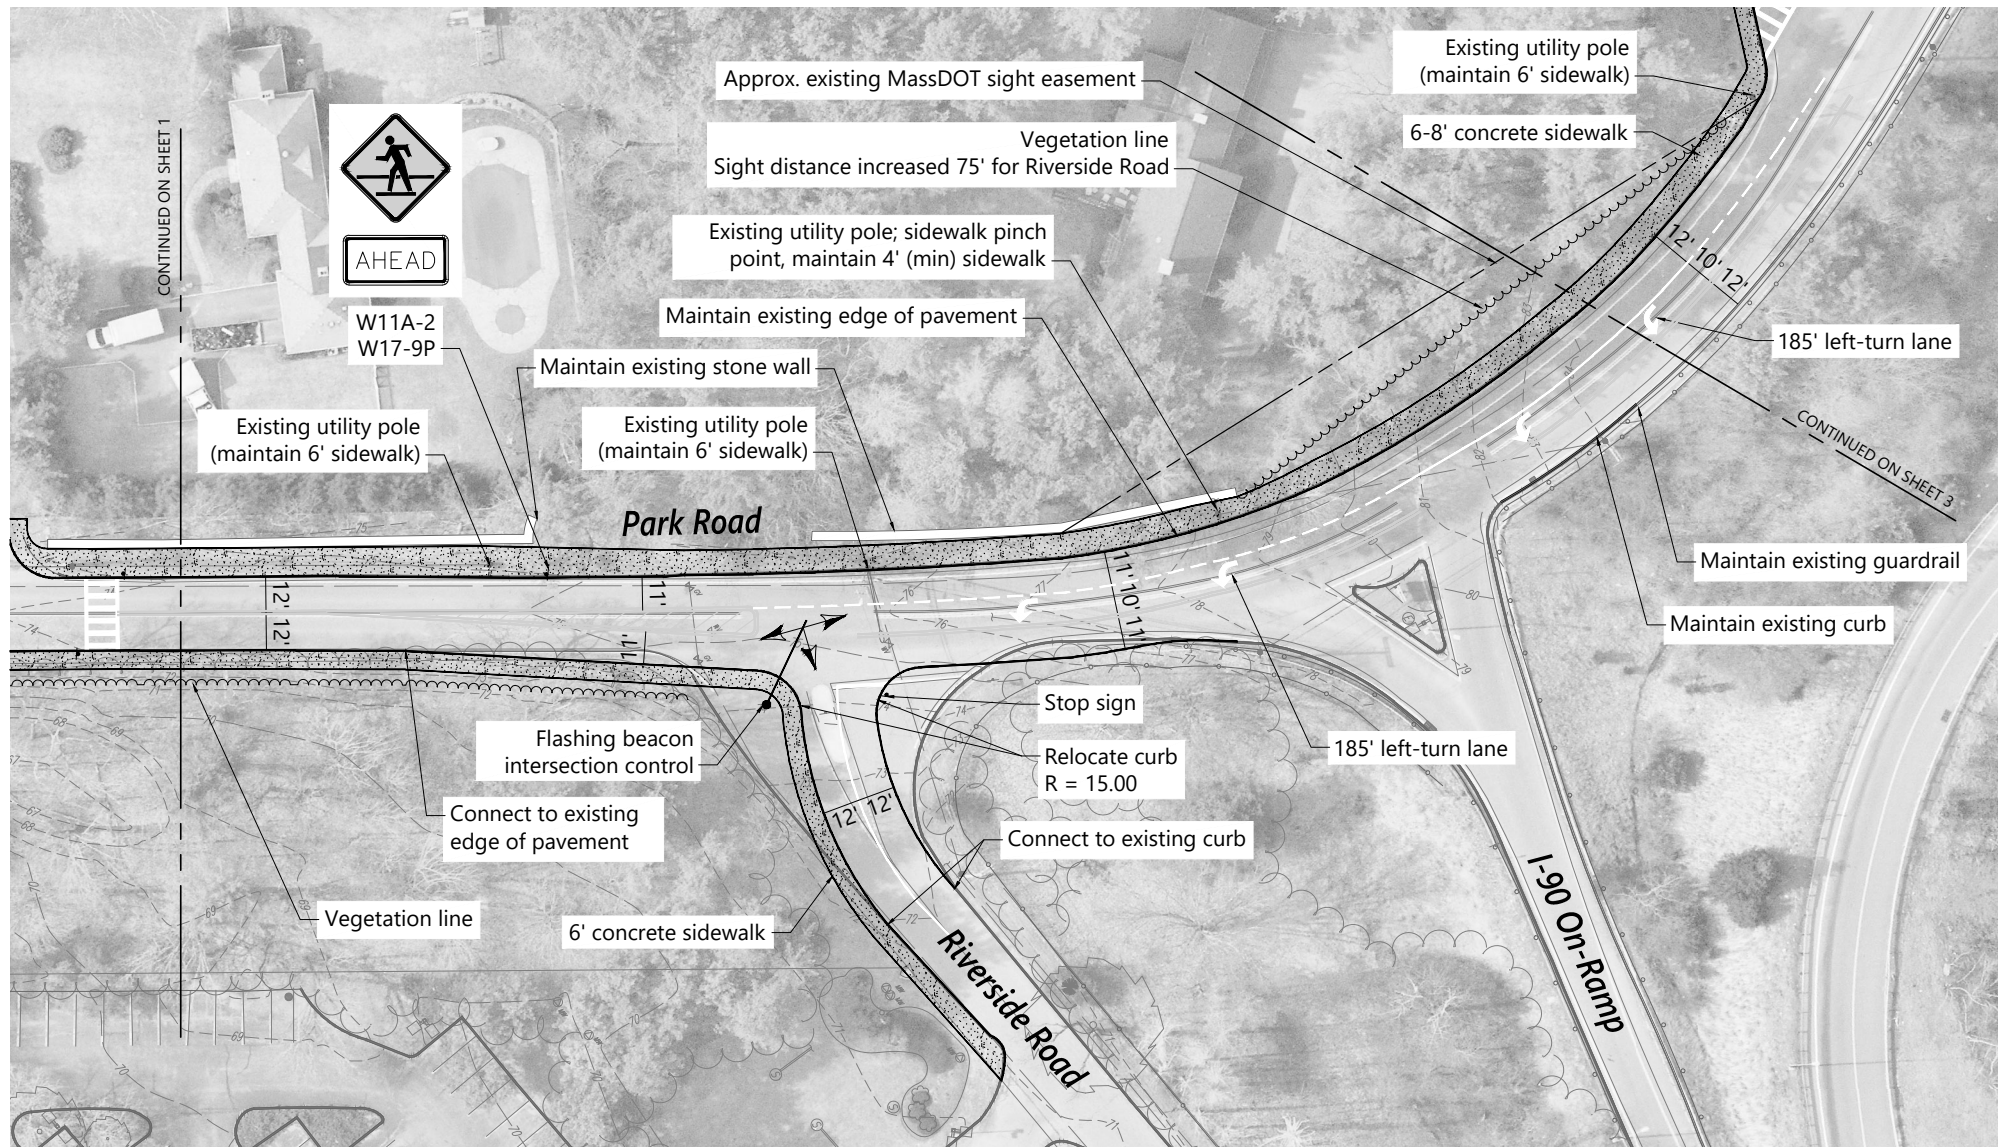 Existing utility pole
(maintain 6' sidewalk)
Approx. existing MassDOT sight easement
6-8' concrete sidewalk
Vegetation line
Sight distance increased 75' for Riverside Road
CONTINUED ON SHEET 1
AHEAD
Existing utility pole; sidewalk pinch
point, maintain 4' (min) sidewalk
12' 10' 12'
W11A-2
W17-9P
Maintain existing edge of pavement
185' left-turn lane
Maintain existing stone wall
Existing utility pole
(maintain 6' sidewalk)
Existing utility pole
(maintain 6' sidewalk)
CONTINUED ON SHEET 3
Park Road
Maintain existing guardrail
12' 12'
11'
11'
11' 10' 11'
Maintain existing curb
Stop sign
Flashing beacon
intersection control
Relocate curb
R = 15.00
185' left-turn lane
Connect to existing
edge of pavement
12' 12'
Connect to existing curb
Vegetation line
6' concrete sidewalk
Riverside Road
I-90 On-Ramp